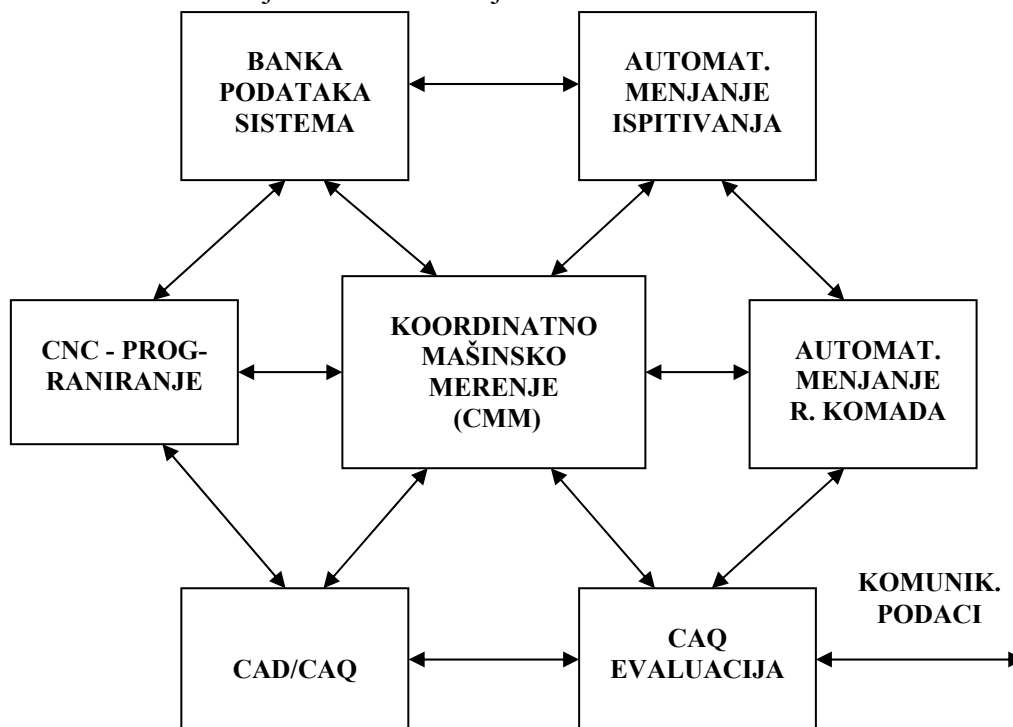 BANKA
PODATAKA
SISTEMA
AUTOMAT.
MENJANJE
ISPITIVANJA
CNC - PROG-
RANIRANJE
KOORDINATNO
MAŠINSKO
MERENJE
(CMM)
AUTOMAT.
MENJANJE
R. KOMADA
CAD/CAQ
CAQ
EVALUACIJA
KOMUNIK.
PODACI